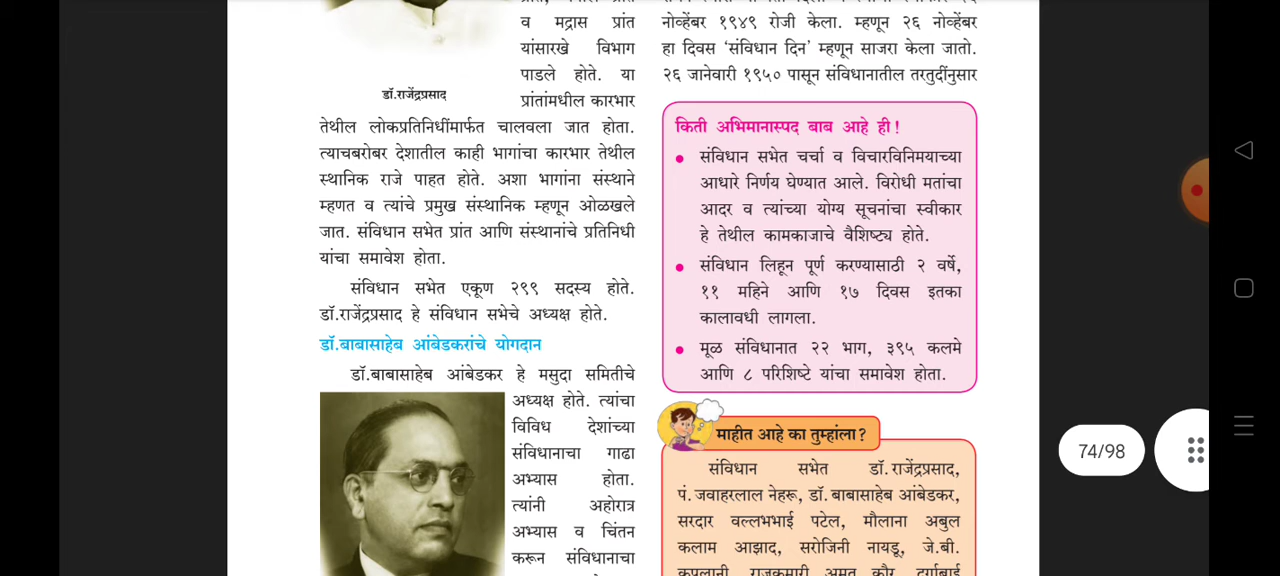 व मद्रास प्रांत
यांसारखे विभाग
पाडले होते. या
प्रांतांमधील कारभार
डॉ.राजेंद्रप्रसाद
तेथील लोकप्रतिनिधींमार्फत चालवला जात होता.
त्याचबरोबर देशातील काही भागांचा कारभार तेथील
स्थानिक राजे पाहत होते. अशा भागांना संस्थाने
म्हणत व त्यांचे प्रमुख संस्थानिक म्हणून ओळखले
जात. संविधान सभेत प्रांत आणि संस्थानांचे प्रतिनिधी
यांचा समावेश होता.
संविधान सभेत एकूण २९९ सदस्य होते.
डॉ.राजेंद्रप्रसाद हे संविधान सभेचे अध्यक्ष होते.
डॉ.बाबासाहेब आंबेडकरांचे योगदान
डॉ.बाबासाहेब आंबेडकर हे मसुदा समितीचे
अध्यक्ष होते. त्यांचा
विविध देशांच्या
संविधानाचा गाढा
अभ्यास होता.
त्यांनी अहोरात्र
अभ्यास व चिंतन
करून संविधानाचा
नोव्हेंबर १९४९ रोजी केला. म्हणून २६ नोव्हेंबर
हा दिवस ‘संविधान दिन’ म्हणून साजरा केला जातो.
२६ जानेवारी १९५० पासून संविधानातील तरतुदींनुसार
किती अभिमानास्पद बाब आहे ही!
● संविधान सभेत चर्चा व विचारविनिमयाच्या
आधारे निर्णय घेण्यात आले. विरोधी मतांचा
आदर व त्यांच्या योग्य सूचनांचा स्वीकार
हे तेथील कामकाजाचे वैशिष्ट्य होते.
● संविधान लिहून पूर्ण करण्यासाठी २ वर्षे,
११ महिने आणि १७ दिवस इतका
कालावधी लागला.
● मूळ संविधानात २२ भाग, ३९५ कलमे
आणि ८ परिशिष्टे यांचा समावेश होता.
माहीत आहे का तुम्हांला?
संविधान सभेत डॉ.राजेंद्रप्रसाद,
पं. जवाहरलाल नेहरू, डॉ.बाबासाहेब आंबेडकर,
सरदार वल्लभभाई पटेल, मौलाना अबुल
कलाम आझाद, सरोजिनी नायडू, जे.बी.
कृपलानी, राजकुमारी अमृत कौर, दुर्गाबाई
74/98